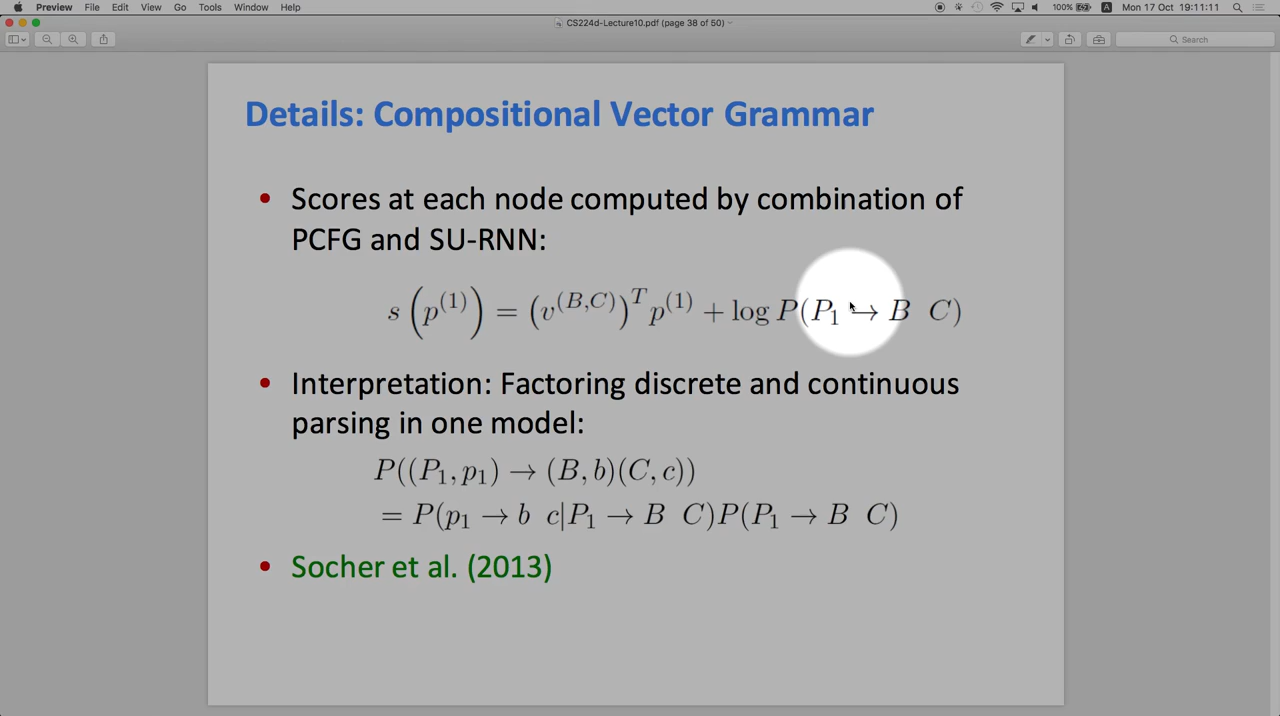 Preview File Edit View Go Tools Window Help 100% A Mon 17 Oct 19:11:11
CS224d-Lecture10.pdf (page 38 of 50)
Search
Details: Compositional Vector Grammar
• Scores at each node computed by combination of
PCFG and SU-RNN:
s(p^{(1)}) = (v^{(B,C)})^T p^{(1)} + log P(P_1 → B C)
• Interpretation: Factoring discrete and continuous
parsing in one model:
P((P_1, p_1) → (B, b)(C, c))
= P(p_1 → b c|P_1 → B C)P(P_1 → B C)
• Socher et al. (2013)